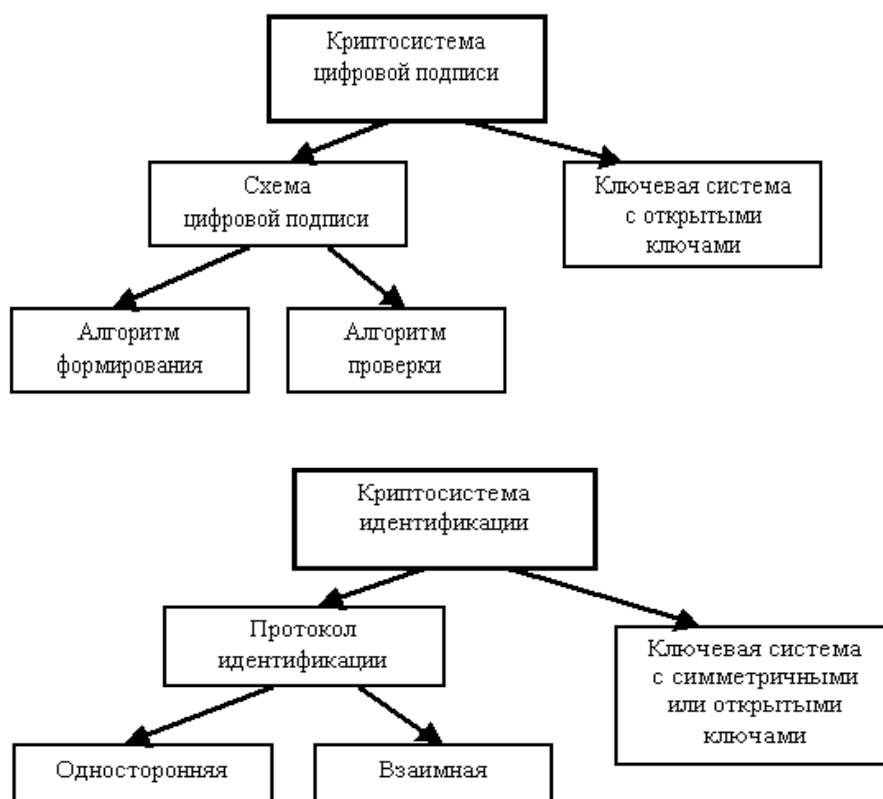 Криптосистема
цифровой подписи
Схема
цифровой подписи
Ключевая система
с открытыми
ключами
Алгоритм
формирования
Алгоритм
проверки
Криптосистема
идентификации
Протокол
идентификации
Ключевая система
с симметричными
или открытыми
ключами
Односторонняя
Взаимная